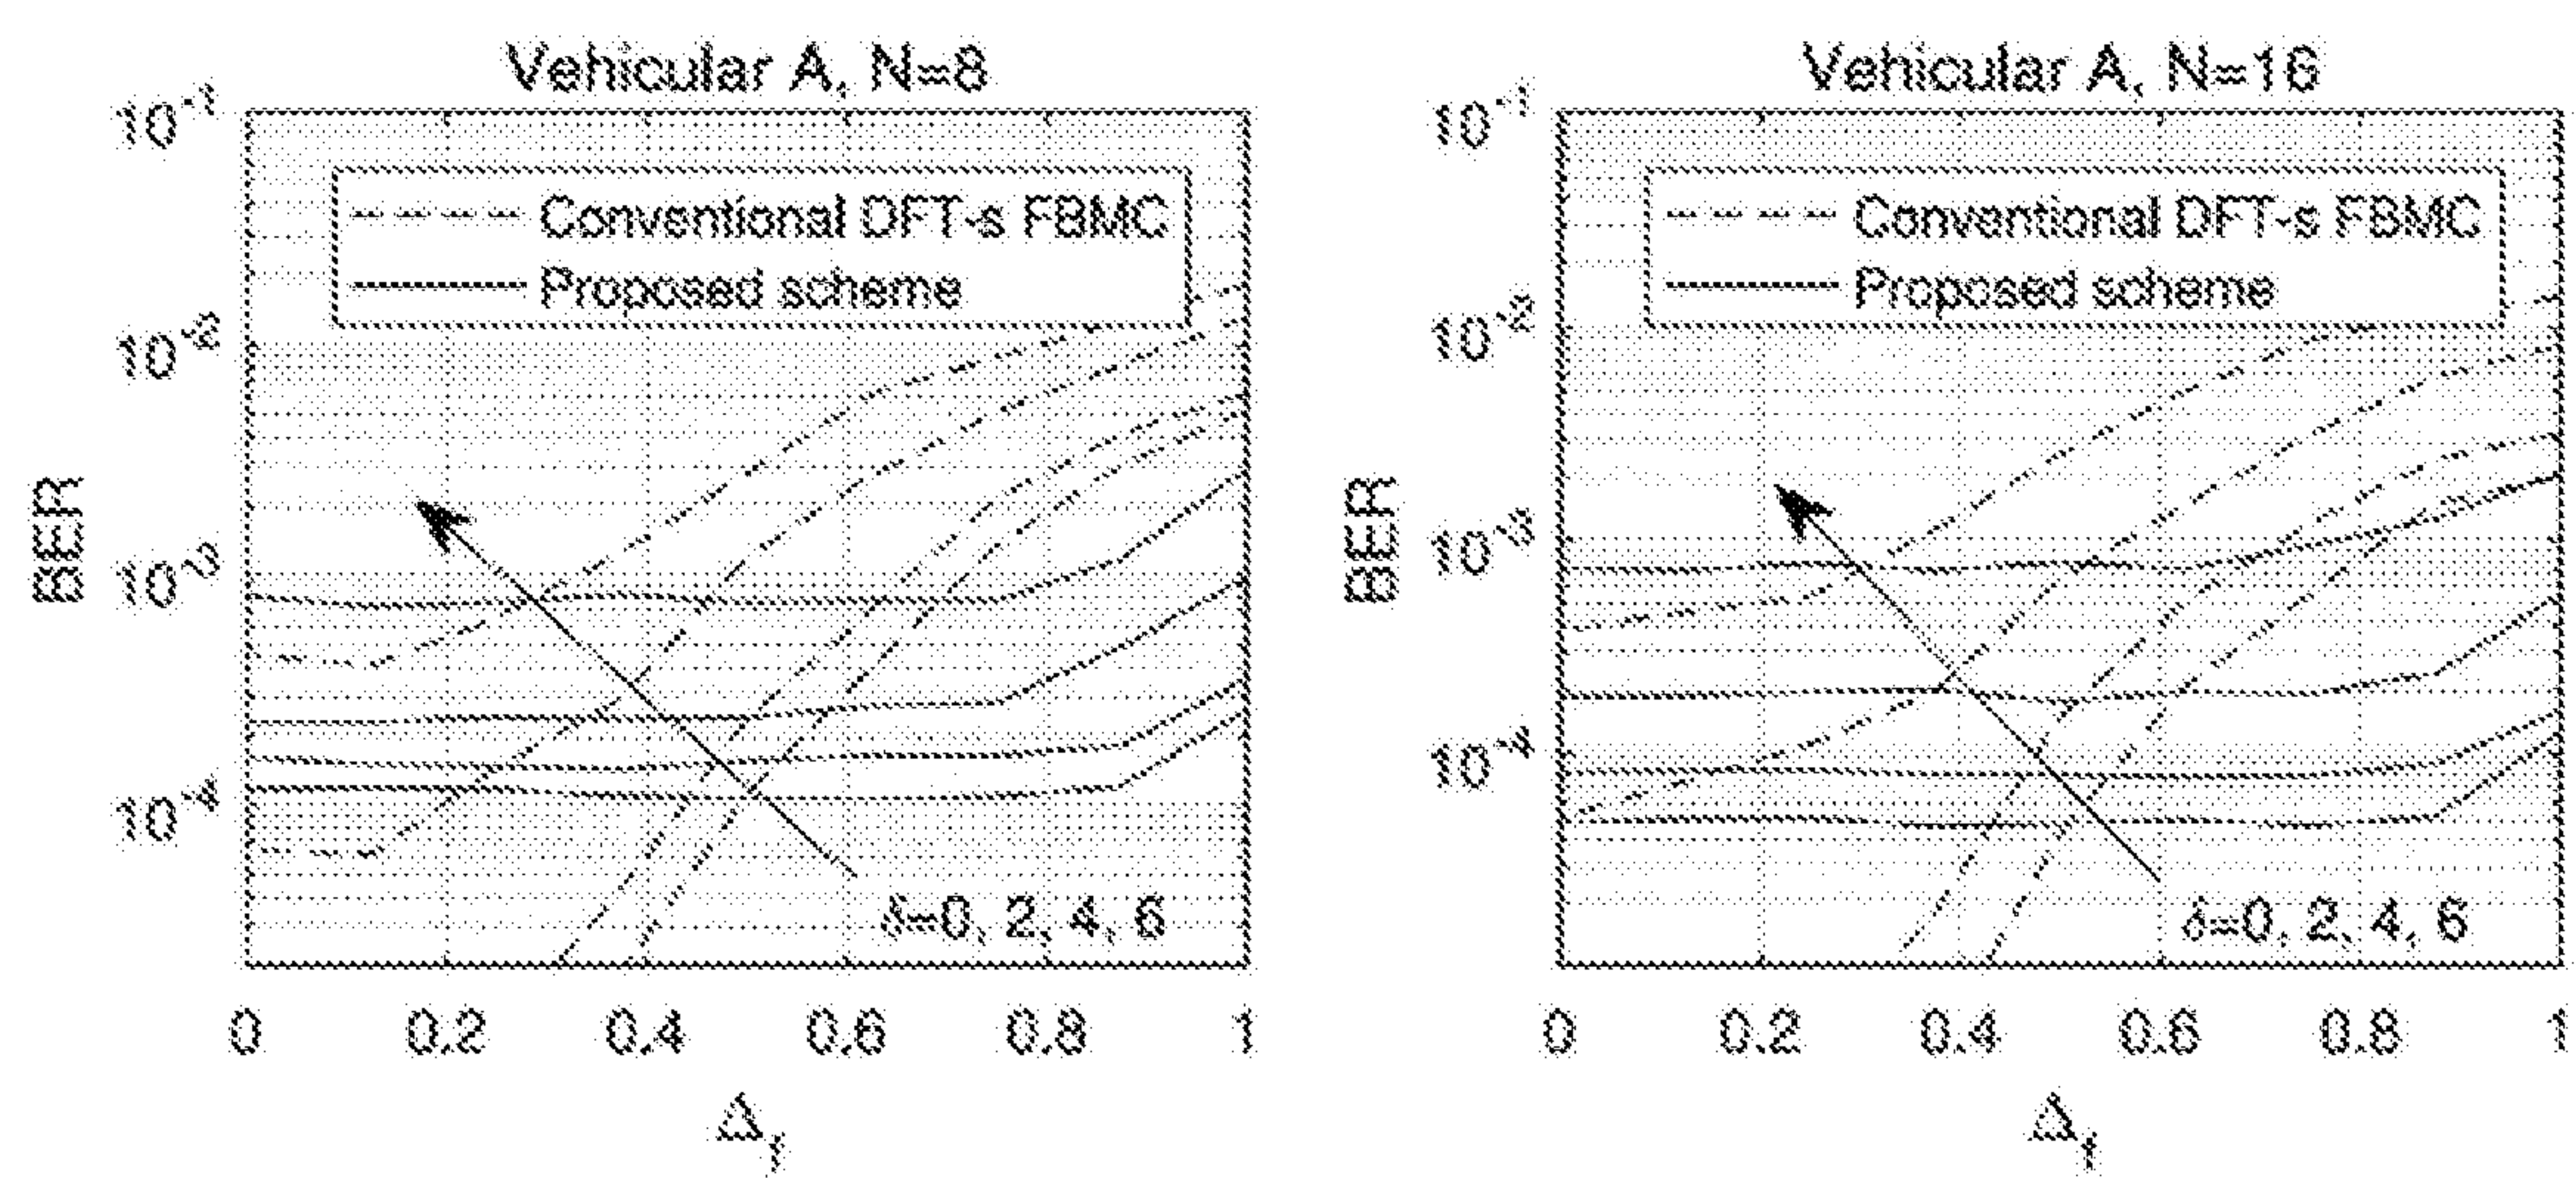 Vehicular A, N=8
10^-1
10^-2
10^-3
10^-4
BER
Conventional DFT-s FBMC
Proposed scheme
δ=0, 2, 4, 6
0 0.2 0.4 0.6 0.8 1
Δf
Vehicular A, N=16
10^-1
10^-2
10^-3
10^-4
BER
Conventional DFT-s FBMC
Proposed scheme
δ=0, 2, 4, 6
0 0.2 0.4 0.6 0.8 1
Δf